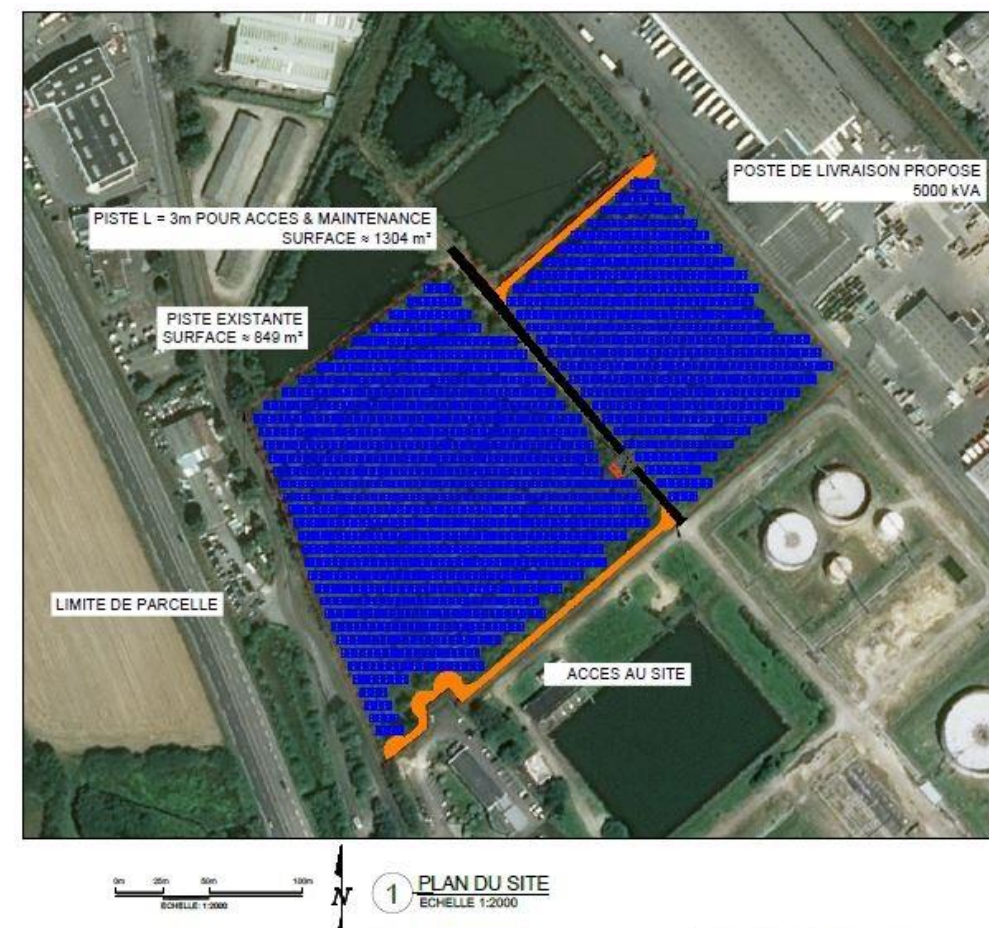 POSTE DE LIVRAISON PROPOSE
5000 kVA
PISTE L = 3m POUR ACCES & MAINTENANCE
SURFACE ≈ 1304 m²
PISTE EXISTANTE
SURFACE ≈ 849 m²
LIMITE DE PARCELLE
ACCES AU SITE
0m 25m 50m 100m
ECHELLE: 1:2000
N
1 PLAN DU SITE
ECHELLE 1:2000